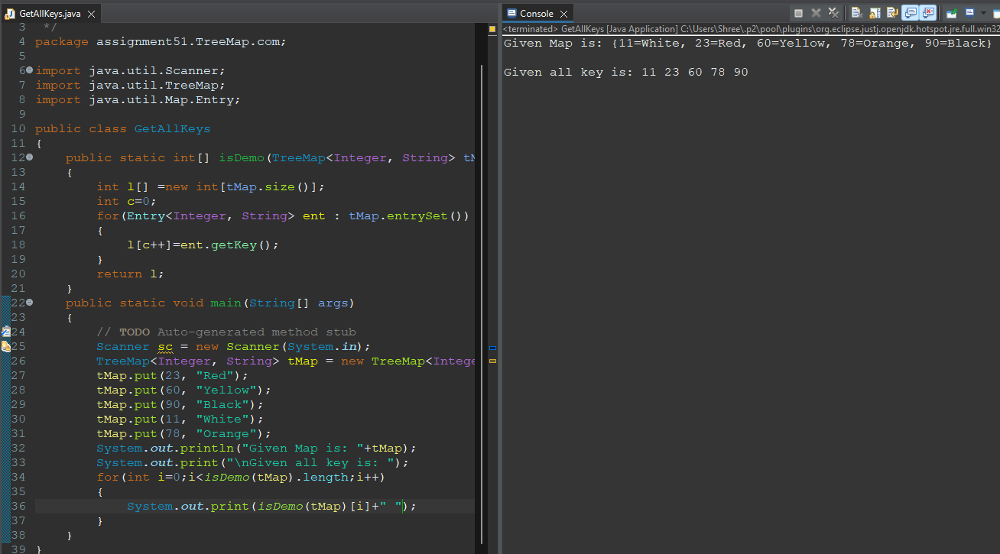 GetAllKeys.java
3 */
4 package assignment51.TreeMap.com;
5
6 import java.util.Scanner;
7 import java.util.TreeMap;
8 import java.util.Map.Entry;
9
10 public class GetAllKeys
11 {
12 public static int[] isDemo(TreeMap<Integer, String> tM
13 {
14 int l[] =new int[tMap.size()];
15 int c=0;
16 for(Entry<Integer, String> ent : tMap.entrySet())
17 {
18 l[c++]=ent.getKey();
19 }
20 return l;
21 }
22 public static void main(String[] args)
23 {
24 // TODO Auto-generated method stub
25 Scanner sc = new Scanner(System.in);
26 TreeMap<Integer, String> tMap = new TreeMap<Intege
27 tMap.put(23, "Red");
28 tMap.put(60, "Yellow");
29 tMap.put(90, "Black");
30 tMap.put(11, "White");
31 tMap.put(78, "Orange");
32 System.out.println("Given Map is: "+tMap);
33 System.out.print("\nGiven all key is: ");
34 for(int i=0;i<isDemo(tMap).length;i++)
35 {
36 System.out.print(isDemo(tMap)[i]+" ");
37 }
38 }
39 }
Console
<terminated> GetAllKeys [Java Application] C:\Users\Shree\.p2\pool\plugins\org.eclipse.justj.openjdk.hotspot.jre.full.win32
Given Map is: {11=White, 23=Red, 60=Yellow, 78=Orange, 90=Black}
Given all key is: 11 23 60 78 90